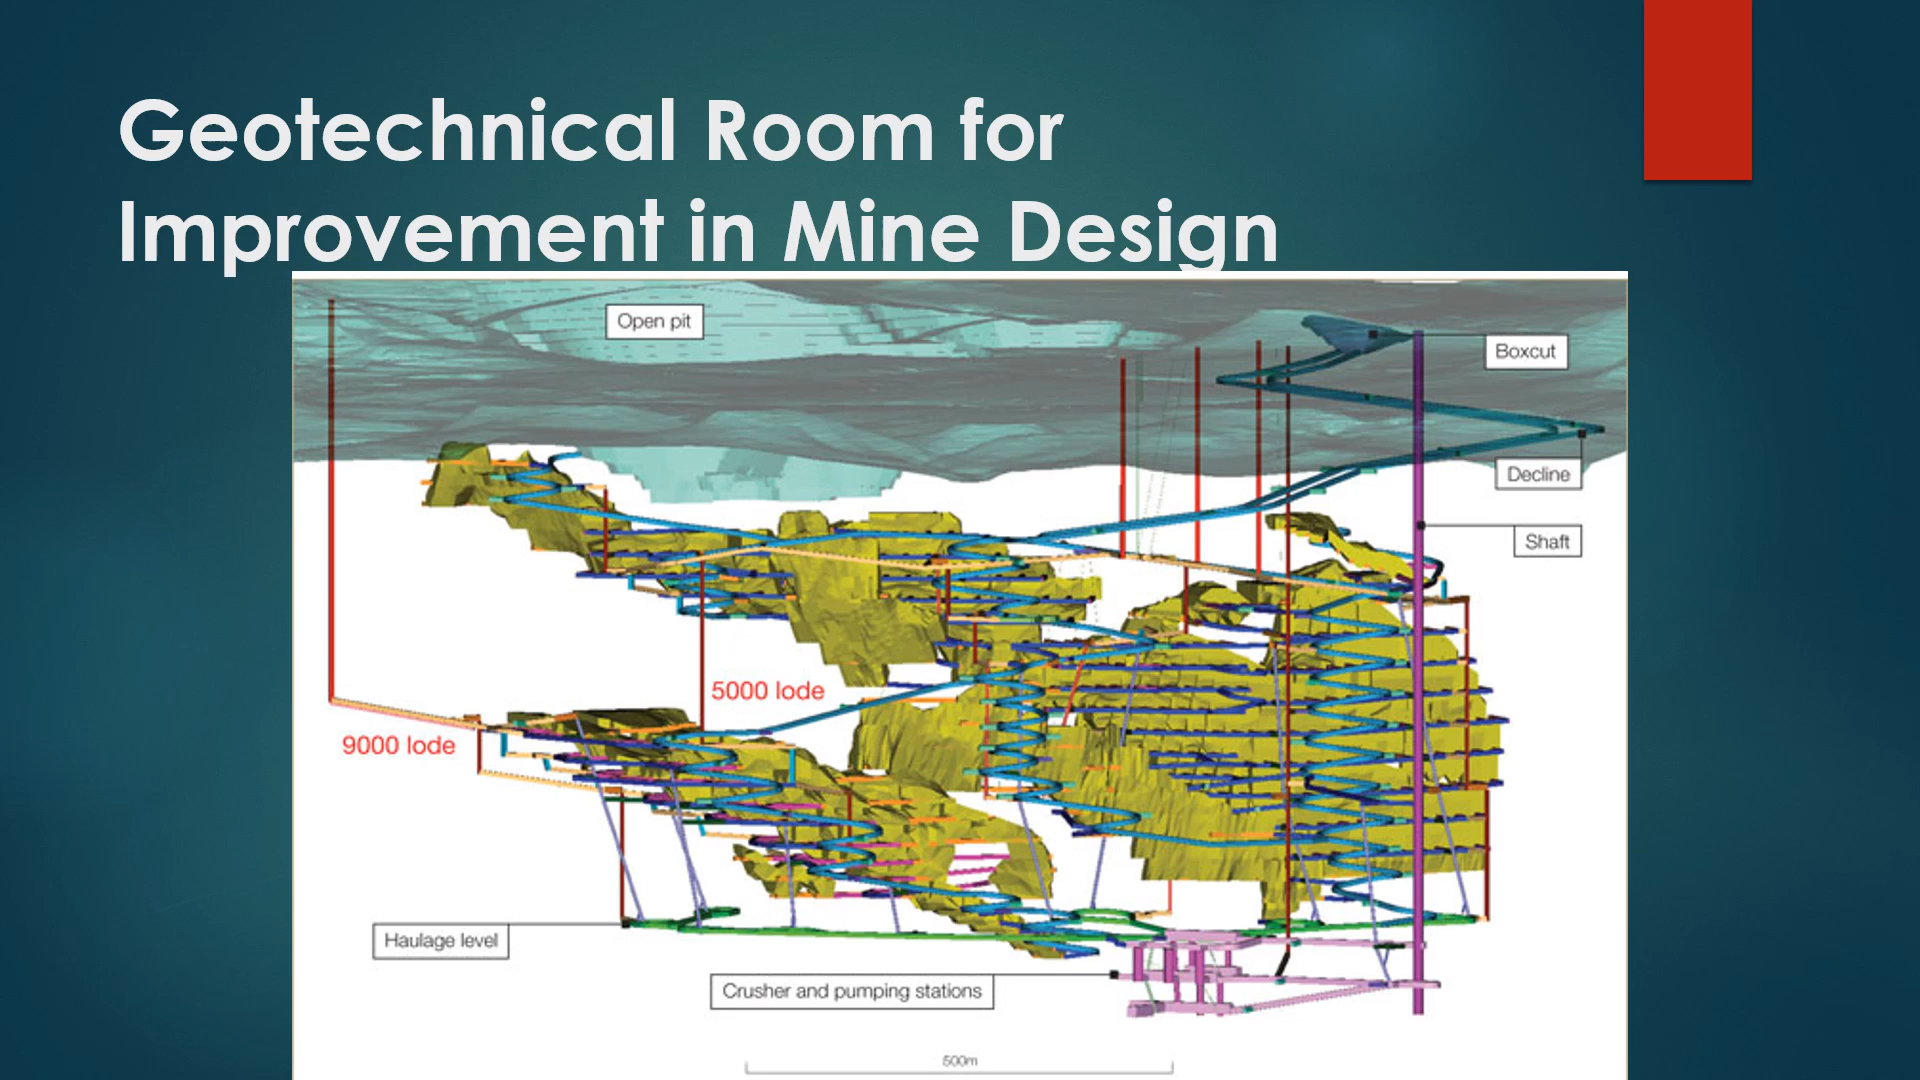 Geotechnical Room for
Improvement in Mine Design
Open pit
Boxcut
Decline
Shaft
5000 lode
9000 lode
Haulage level
Crusher and pumping stations
500m